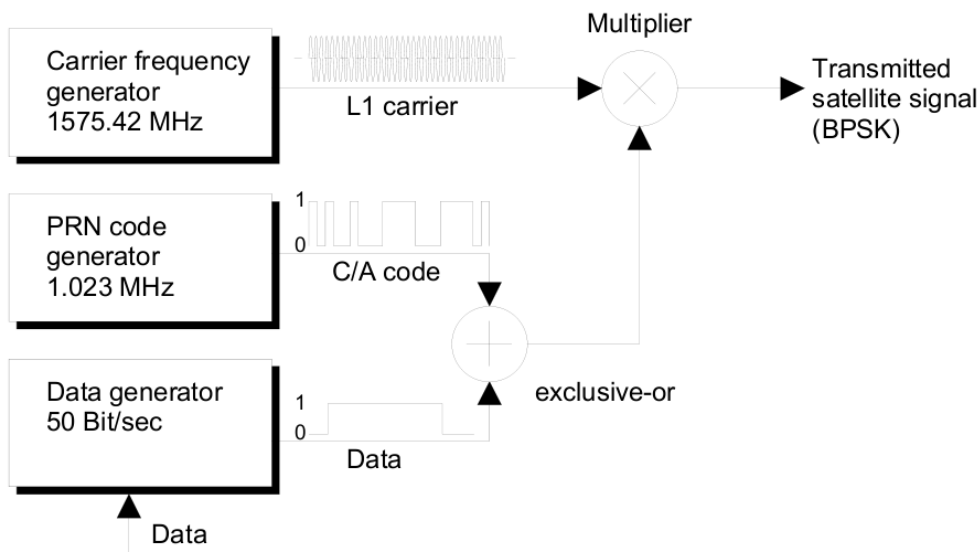 Multiplier
Carrier frequency
generator
1575.42 MHz
L1 carrier
Transmitted
satellite signal
(BPSK)
PRN code
generator
1.023 MHz
1
0
C/A code
exclusive-or
Data generator
50 Bit/sec
1
0
Data
Data